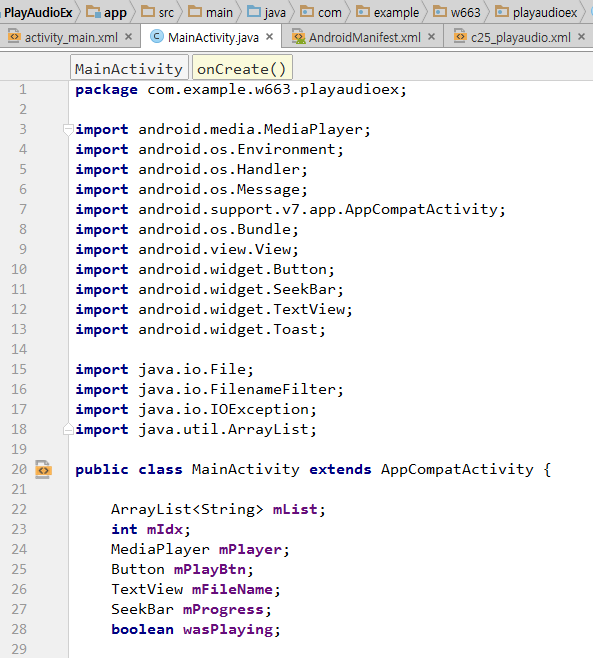 PlayAudioEx app src main java com example w663 playaudioex
activity_main.xml MainActivity.java AndroidManifest.xml c25_playaudio.xml
MainActivity onCreate()
1 package com.example.w663.playaudioex;
2
3 import android.media.MediaPlayer;
4 import android.os.Environment;
5 import android.os.Handler;
6 import android.os.Message;
7 import android.support.v7.app.AppCompatActivity;
8 import android.os.Bundle;
9 import android.view.View;
10 import android.widget.Button;
11 import android.widget.SeekBar;
12 import android.widget.TextView;
13 import android.widget.Toast;
14
15 import java.io.File;
16 import java.io.FilenameFilter;
17 import java.io.IOException;
18 import java.util.ArrayList;
19
20 public class MainActivity extends AppCompatActivity {
21
22 ArrayList<String> mList;
23 int mIdx;
24 MediaPlayer mPlayer;
25 Button mPlayBtn;
26 TextView mFileName;
27 SeekBar mProgress;
28 boolean wasPlaying;
29